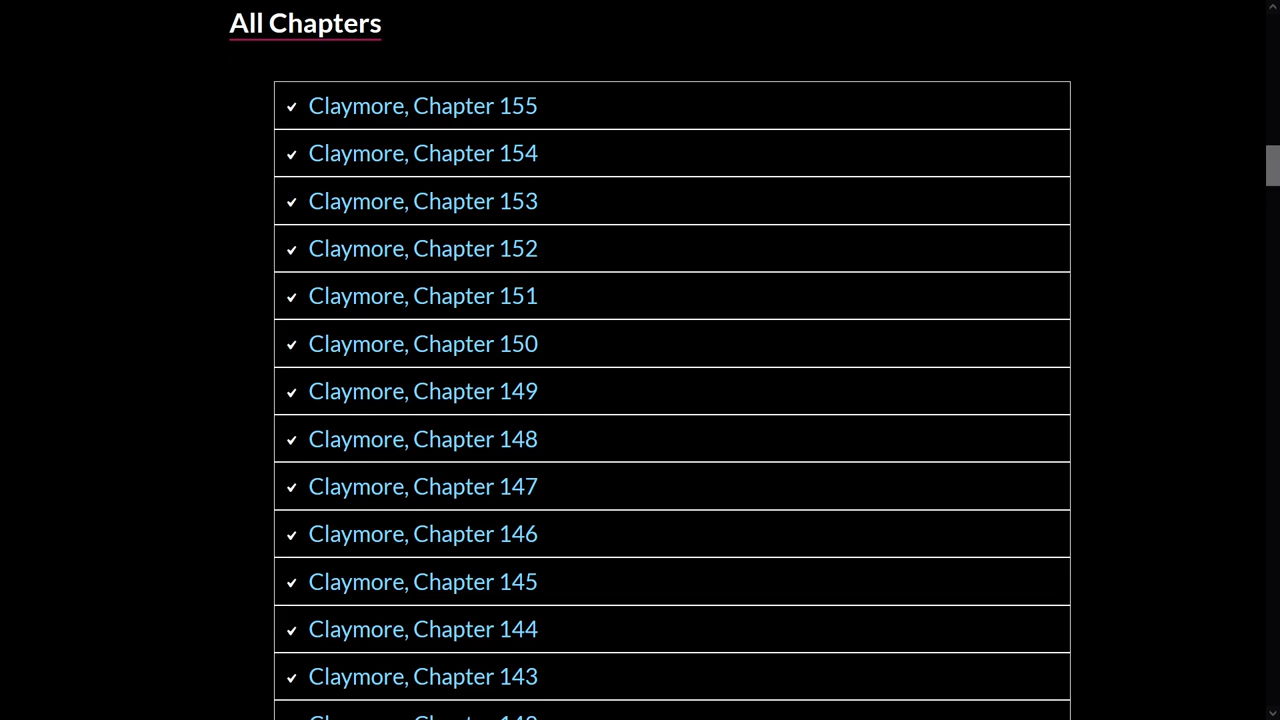 All Chapters
Claymore, Chapter 155
Claymore, Chapter 154
Claymore, Chapter 153
Claymore, Chapter 152
Claymore, Chapter 151
Claymore, Chapter 150
Claymore, Chapter 149
Claymore, Chapter 148
Claymore, Chapter 147
Claymore, Chapter 146
Claymore, Chapter 145
Claymore, Chapter 144
Claymore, Chapter 143